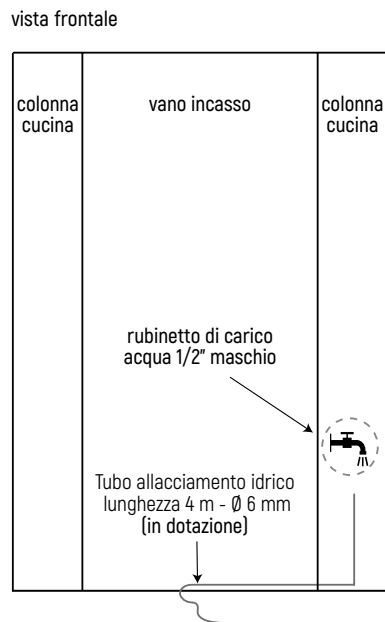 vista frontale
colonna
cucina
vano incasso
colonna
cucina
rubinetto di carico
acqua 1/2” maschio
Tubo allacciamento idrico
lunghezza 4 m - Ø 6 mm
(in dotazione)